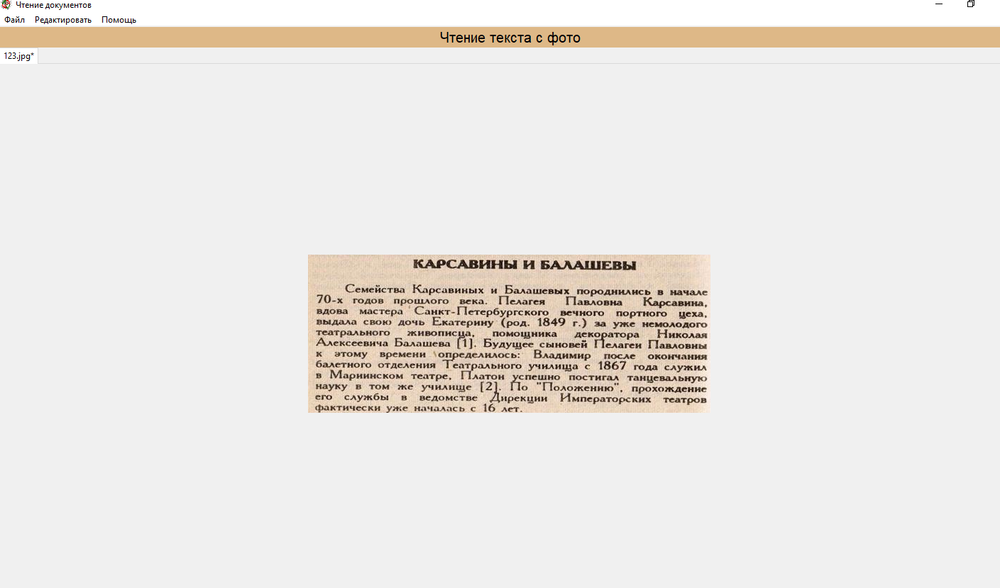 Чтение документов
Файл Редактировать Помощь
Чтение текста с фото
123.jpg*
КАРСАВИНЫ И БАЛАШЕВЫ
Семейства Карсавиных и Балашевых породнились в начале
70-х годов прошлого века. Пелагея Павловна Карсавина,
вдова мастера Санкт-Петербургского вечного портного цеха,
выдала свою дочь Екатерину (род. 1849 г.) за уже немолодого
театрального живописца, помощника декоратора Николая
Алексеевича Балашева [1]. Будущее сыновей Пелагеи Павловны
к этому времени определилось: Владимир после окончания
балетного отделения Театрального училища с 1867 года служил
в Мариинском театре, Платон успешно постигал танцевальную
науку в том же училище [2]. По "Положению", прохождение
его службы в ведомстве Дирекции Императорских театров
фактически уже началась с 16 лет.